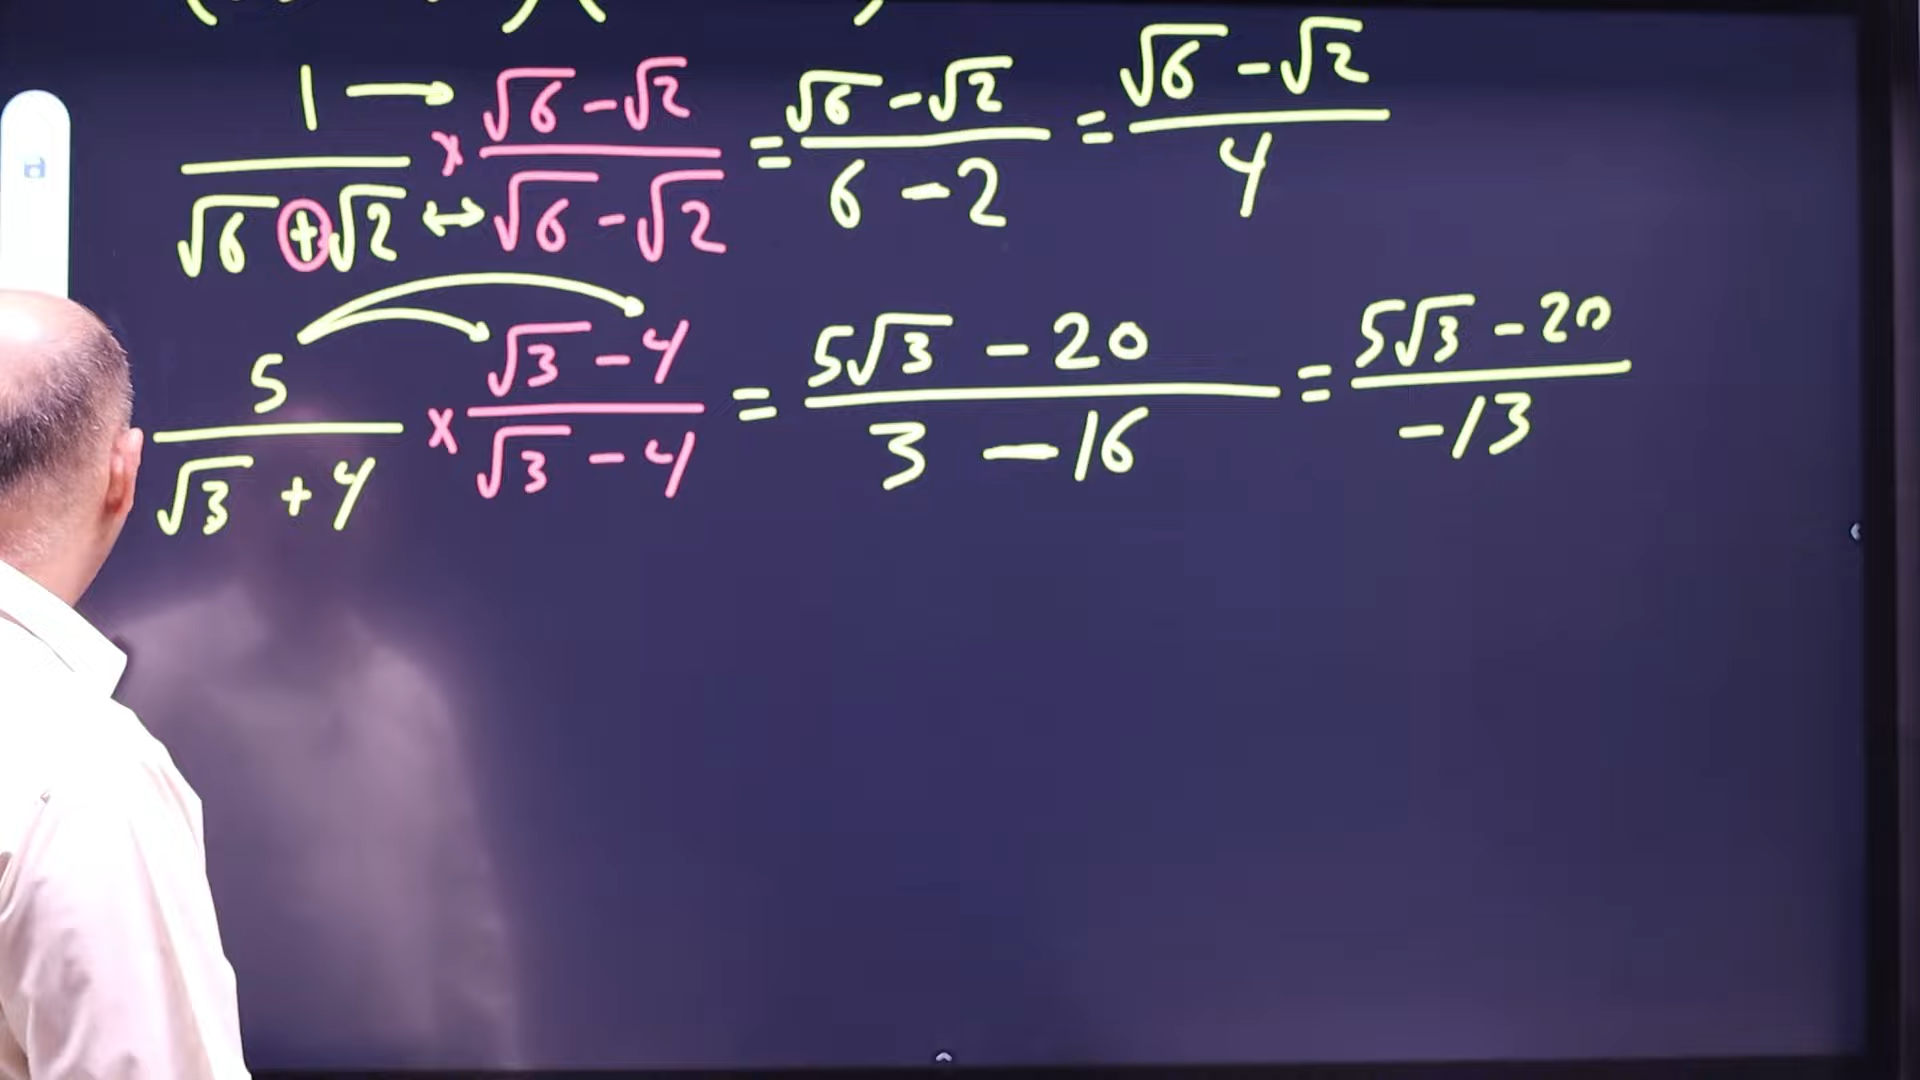 1/(√6 + √2) × (√6 - √2)/(√6 - √2) = (√6 - √2)/(6 - 2) = (√6 - √2)/4
5/(√3 + 4) × (√3 - 4)/(√3 - 4) = (5√3 - 20)/(3 - 16) = (5√3 - 20)/-13